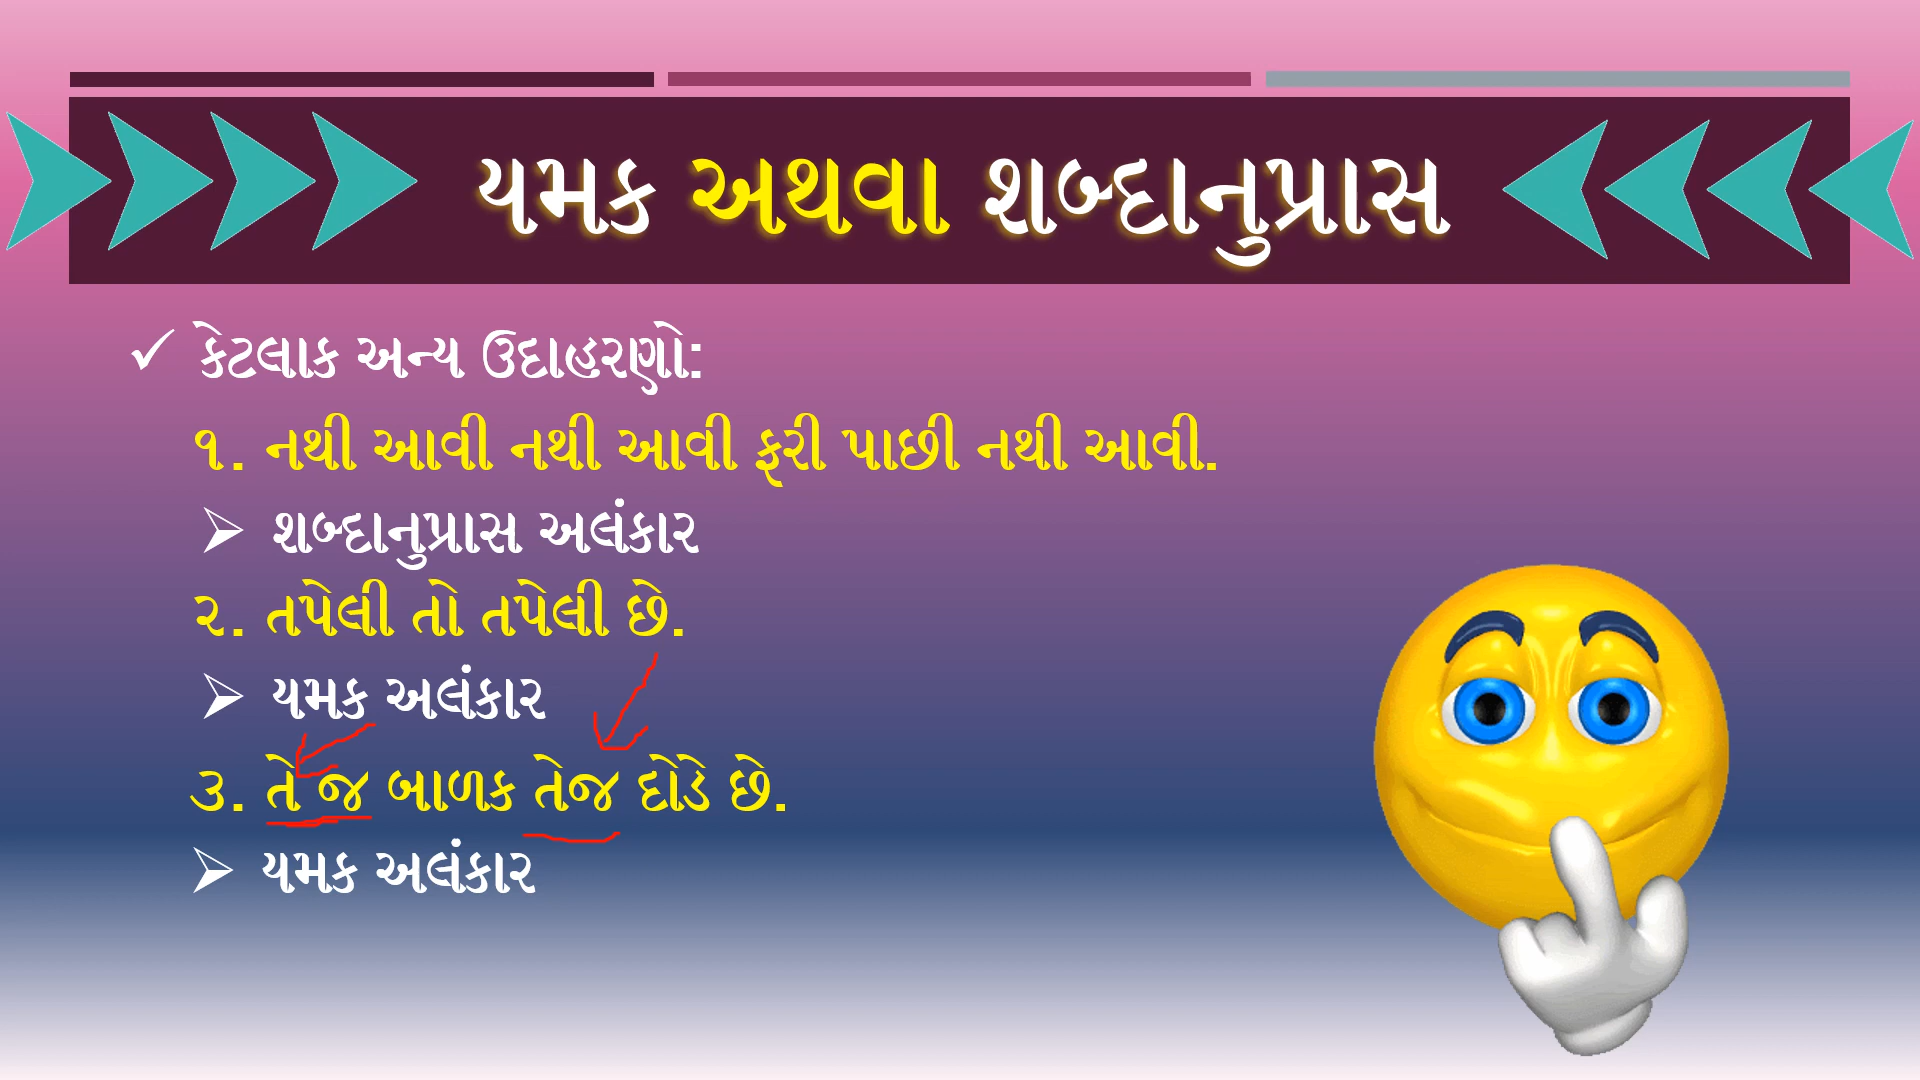 યમક અથવા શબ્દાનુપ્રાસ
કેટલાક અન્ય ઉદાહરણો:
૧. નથી આવી નથી આવી ફરી પાછી નથી આવી.
શબ્દાનુપ્રાસ અલંકાર
૨. તપેલી તો તપેલી છે.
યમક અલંકાર
૩. તે જ બાળક તેજ દોડે છે.
યમક અલંકાર